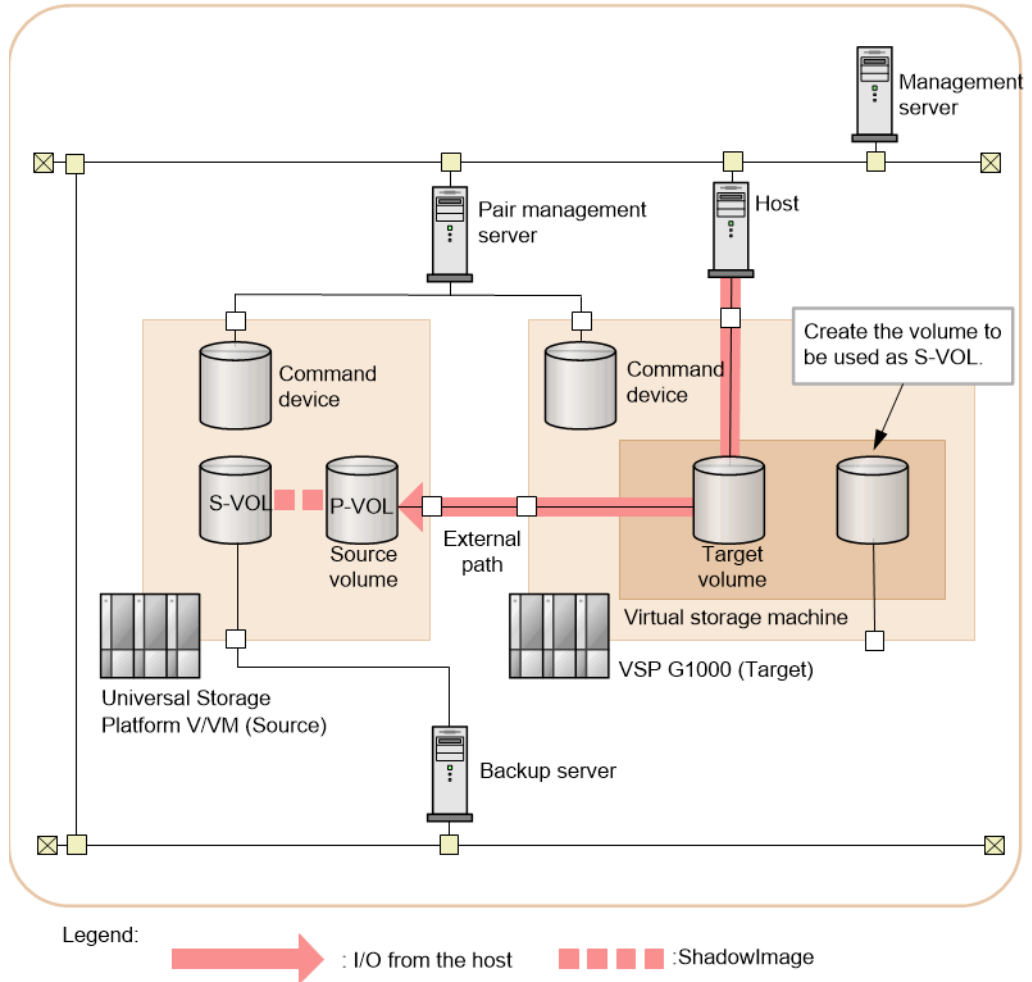 Management
server
Pair management
server
Host
Create the volume to
be used as S-VOL.
Command
device
Command
device
S-VOL
P-VOL
Source
volume
External
path
Target
volume
Virtual storage machine
VSP G1000 (Target)
Universal Storage
Platform V/VM (Source)
Backup server
Legend:
: I/O from the host
:ShadowImage